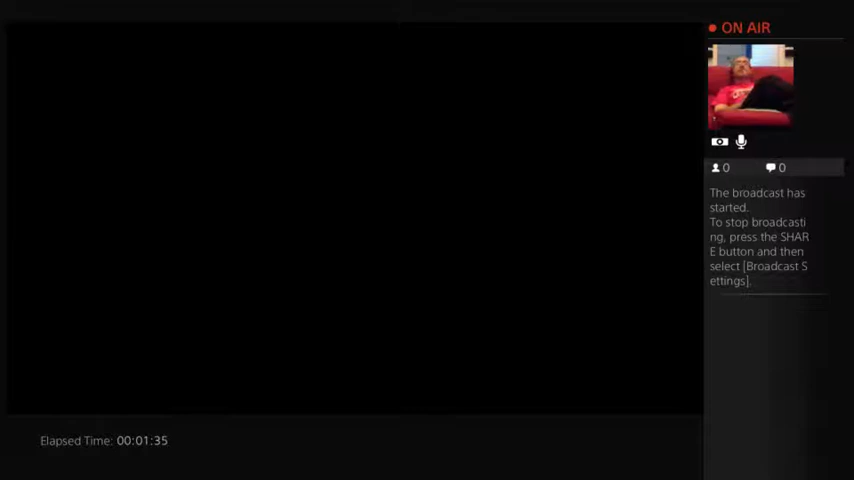 ON AIR
0 0
The broadcast has
started.
To stop broadcasti
ng, press the SHAR
E button and then
select [Broadcast S
ettings].
Elapsed Time: 00:01:35